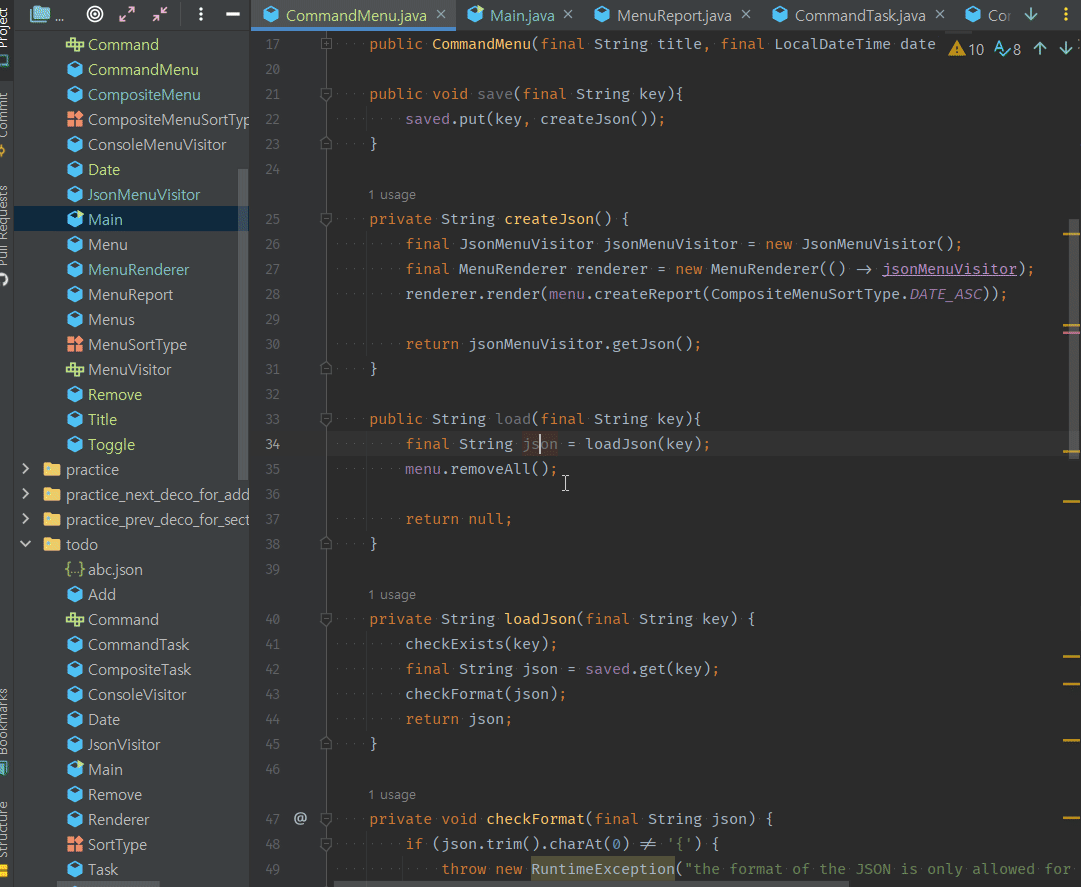 Project
Commit
Pull Requests
Bookmarks
Structure
...
Command
CommandMenu
CompositeMenu
CompositeMenuSortTyp
ConsoleMenuVisitor
Date
JsonMenuVisitor
Main
Menu
MenuRenderer
MenuReport
Menus
MenuSortType
MenuVisitor
Remove
Title
Toggle
practice
practice_next_deco_for_add
practice_prev_deco_for_sect
todo
abc.json
Add
Command
CommandTask
CompositeTask
ConsoleVisitor
Date
JsonVisitor
Main
Remove
Renderer
SortType
Task
CommandMenu.java × Main.java × MenuReport.java × CommandTask.java × Co
10 8
17 public CommandMenu(final String title, final LocalDateTime date
20
21 public void save(final String key){
22 saved.put(key, createJson());
23 }
24
1 usage
25 private String createJson() {
26 final JsonMenuVisitor jsonMenuVisitor = new JsonMenuVisitor();
27 final MenuRenderer renderer = new MenuRenderer(() → jsonMenuVisitor);
28 renderer.render(menu.createReport(CompositeMenuSortType.DATE_ASC));
29
30 return jsonMenuVisitor.getJson();
31 }
32
33 public String load(final String key){
34 final String json = loadJson(key);
35 menu.removeAll();
36
37 return null;
38 }
39
1 usage
40 private String loadJson(final String key) {
41 checkExists(key);
42 final String json = saved.get(key);
43 checkFormat(json);
44 return json;
45 }
46
1 usage
47 @ private void checkFormat(final String json) {
48 if (json.trim().charAt(0) ≠ '{') {
49 throw new RuntimeException("the format of the JSON is only allowed for